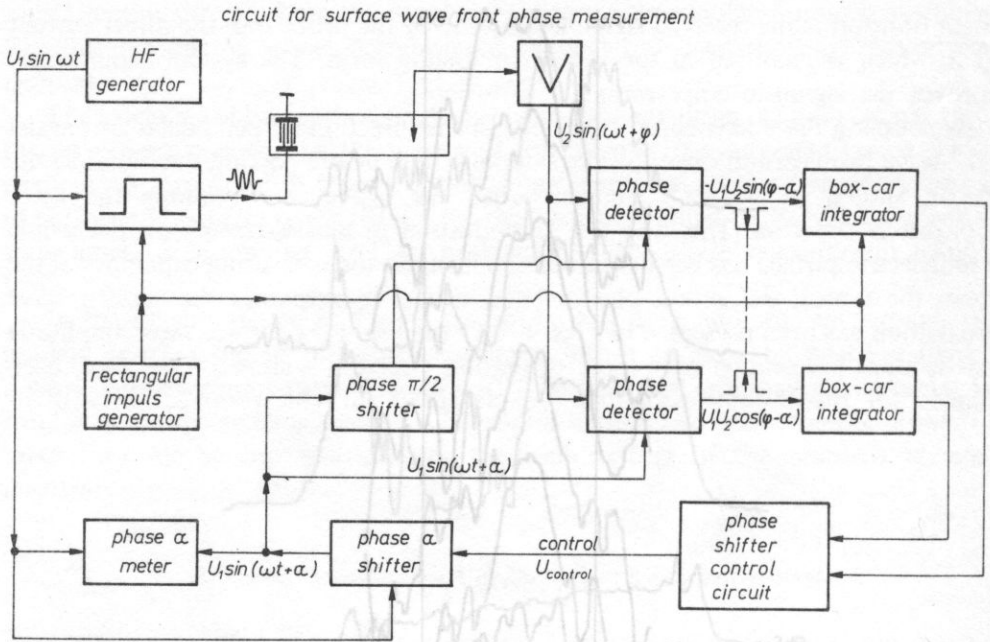 circuit for surface wave front phase measurement
U₁ sin ωt
HF
generator
U₂ sin(ωt+φ)
phase
detector
-U₁U₂ sin(φ-α)
box-car
integrator
rectangular
impuls
generator
phase π/2
shifter
phase
detector
U₁U₂ cos(φ-α)
box-car
integrator
U₁ sin(ωt+α)
phase α
meter
U₁ sin(ωt+α)
phase α
shifter
control
U control
phase
shifter
control
circuit